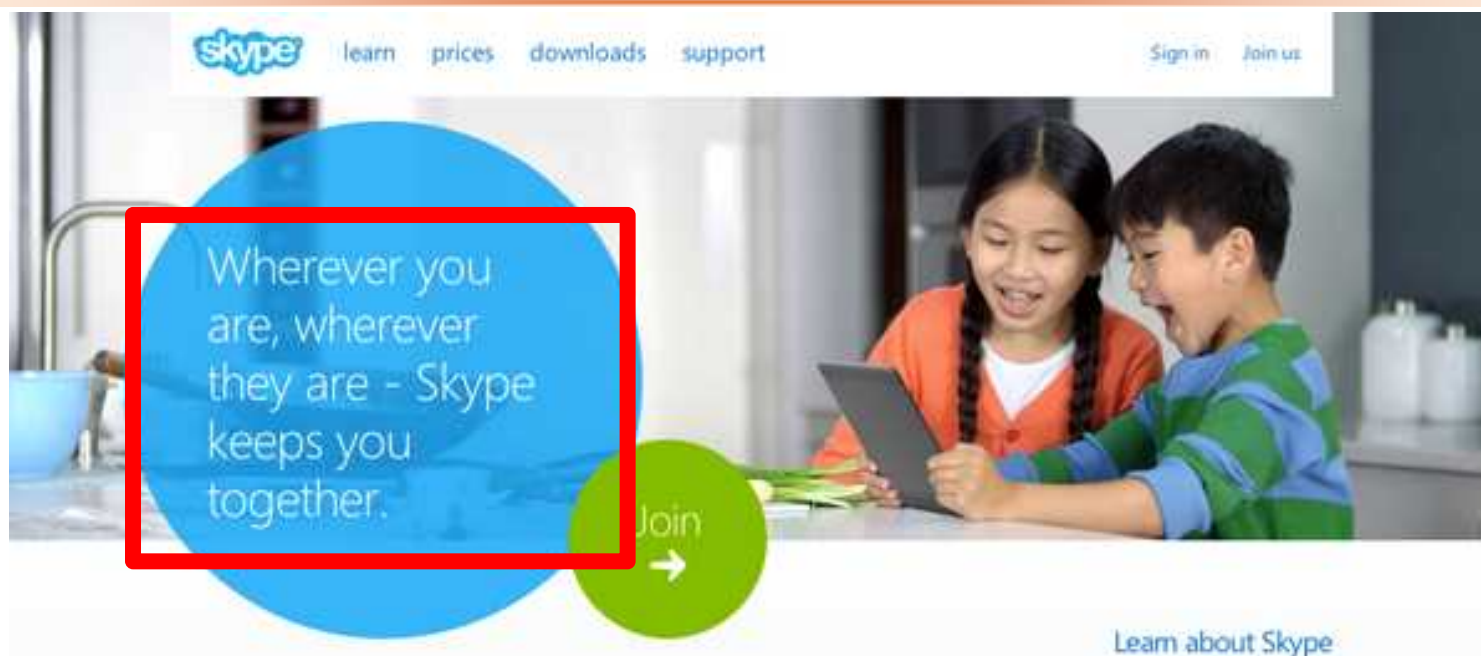 skype learn prices downloads support Sign in Join us
Wherever you
are, wherever
they are - Skype
keeps you
together.
Join
Learn about Skype